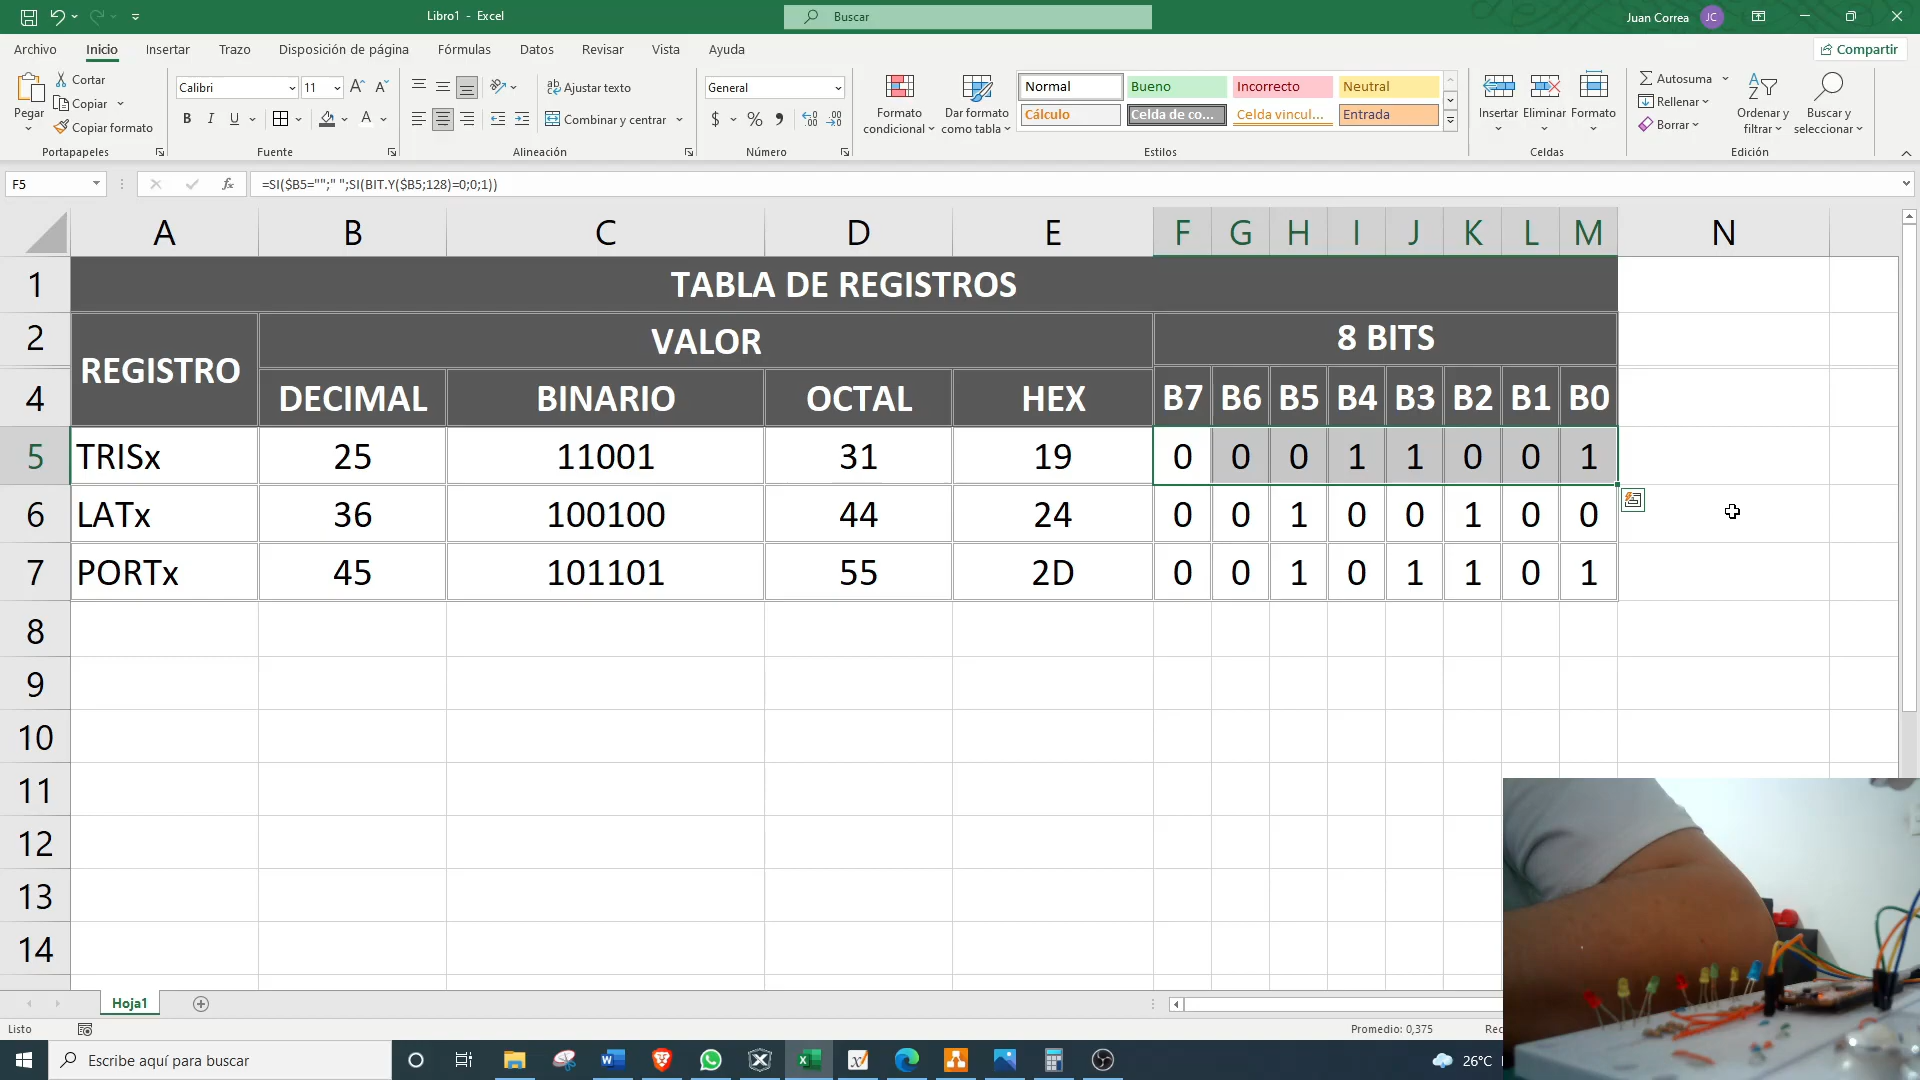 Libro1 - Excel
Buscar
Juan Correa
JC
Archivo Inicio Insertar Trazo Disposición de página Fórmulas Datos Revisar Vista Ayuda
Compartir
Pegar
Cortar
Copiar
Copiar formato
Portapapeles
Calibri 11
N K S
Fuente
Ajustar texto
Combinar y centrar
Alineación
General
$ % 
Número
Formato condicional
Dar formato como tabla
Normal Bueno Incorrecto Neutral
Cálculo Celda de co... Celda vincul... Entrada
Estilos
Insertar Eliminar Formato
Celdas
Autosuma
Rellenar
Borrar
Ordenar y filtrar
Buscar y seleccionar
Edición
F5
fx
=SI($B5="";" ";SI(BIT.Y($B5;128)=0;0;1))
A B C D E F G H I J K L M N
1 TABLA DE REGISTROS
2 REGISTRO VALOR 8 BITS
4 DECIMAL BINARIO OCTAL HEX B7 B6 B5 B4 B3 B2 B1 B0
5 TRISx 25 11001 31 19 0 0 0 1 1 0 0 1
6 LATx 36 100100 44 24 0 0 1 0 0 1 0 0
7 PORTx 45 101101 55 2D 0 0 1 0 1 1 0 1
8
9
10
11
12
13
14
Hoja1
Listo
Promedio: 0,375
Rec
Escribe aquí para buscar
26°C